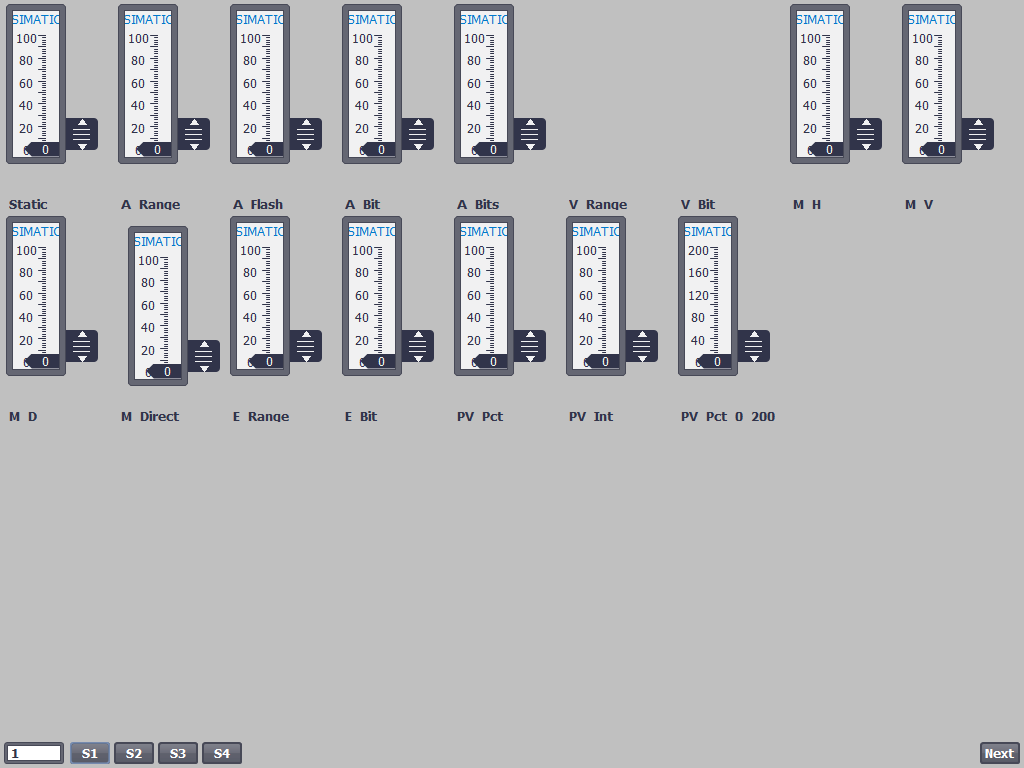 SIMATIC SIMATIC SIMATIC SIMATIC SIMATIC SIMATIC SIMATIC
100 100 100 100 100 100 100
80 80 80 80 80 80 80
60 60 60 60 60 60 60
40 40 40 40 40 40 40
20 20 20 20 20 20 20
0 0 0 0 0 0 0
Static A Range A Flash A Bit A Bits V Range V Bit M H M V
SIMATIC SIMATIC SIMATIC SIMATIC SIMATIC SIMATIC SIMATIC
100 100 100 100 100 100 200
80 80 80 80 80 80 160
60 60 60 60 60 60 120
40 40 40 40 40 40 80
20 20 20 20 20 20 40
0 0 0 0 0 0 0
M D M Direct E Range E Bit PV Pct PV Int PV Pct 0 200
1 S1 S2 S3 S4 Next